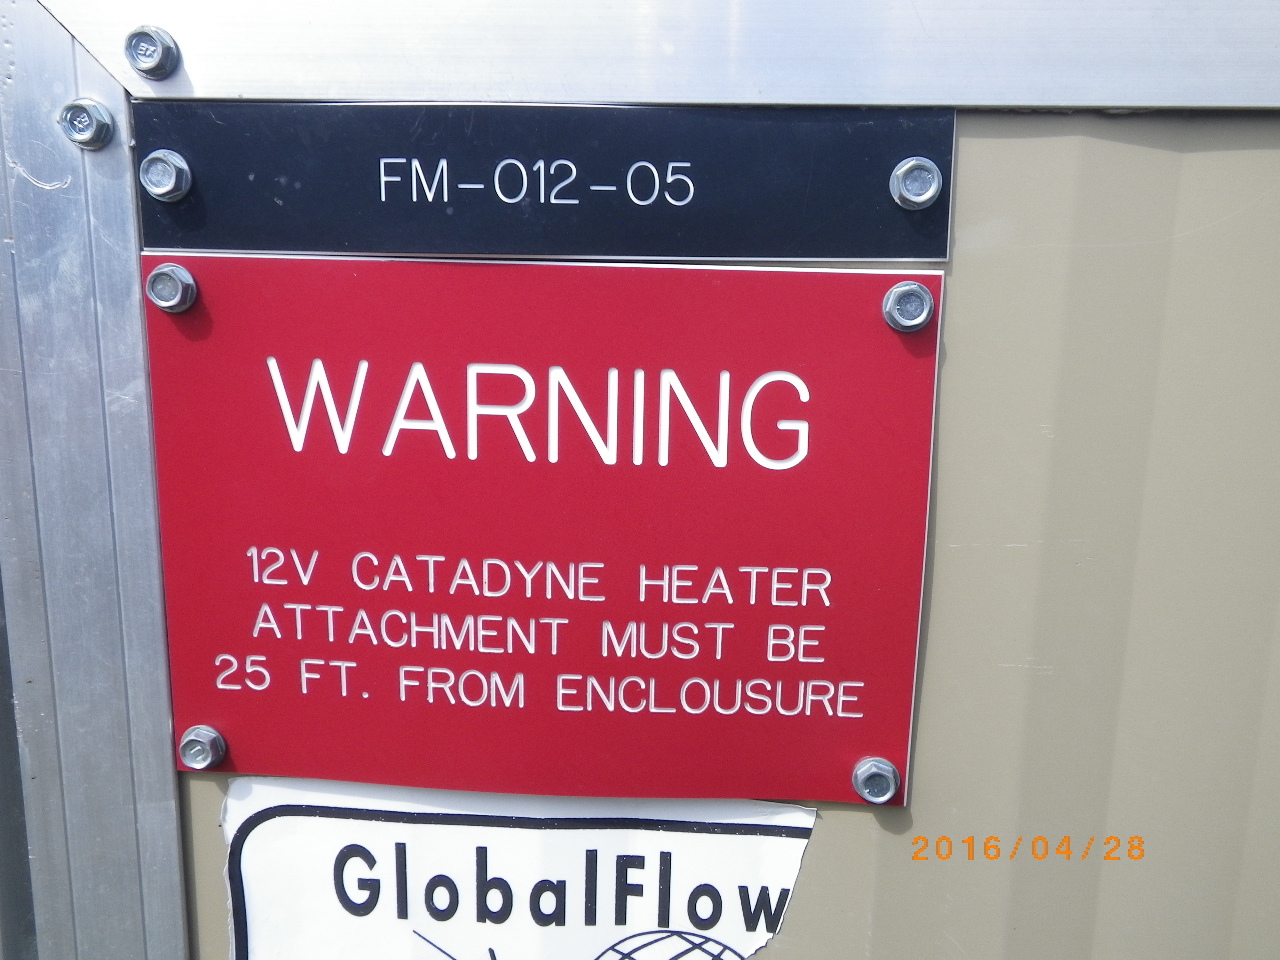 FM-012-05
WARNING
12V CATADYNE HEATER
ATTACHMENT MUST BE
25 FT. FROM ENCLOUSURE
GlobalFlow
2016/04/28